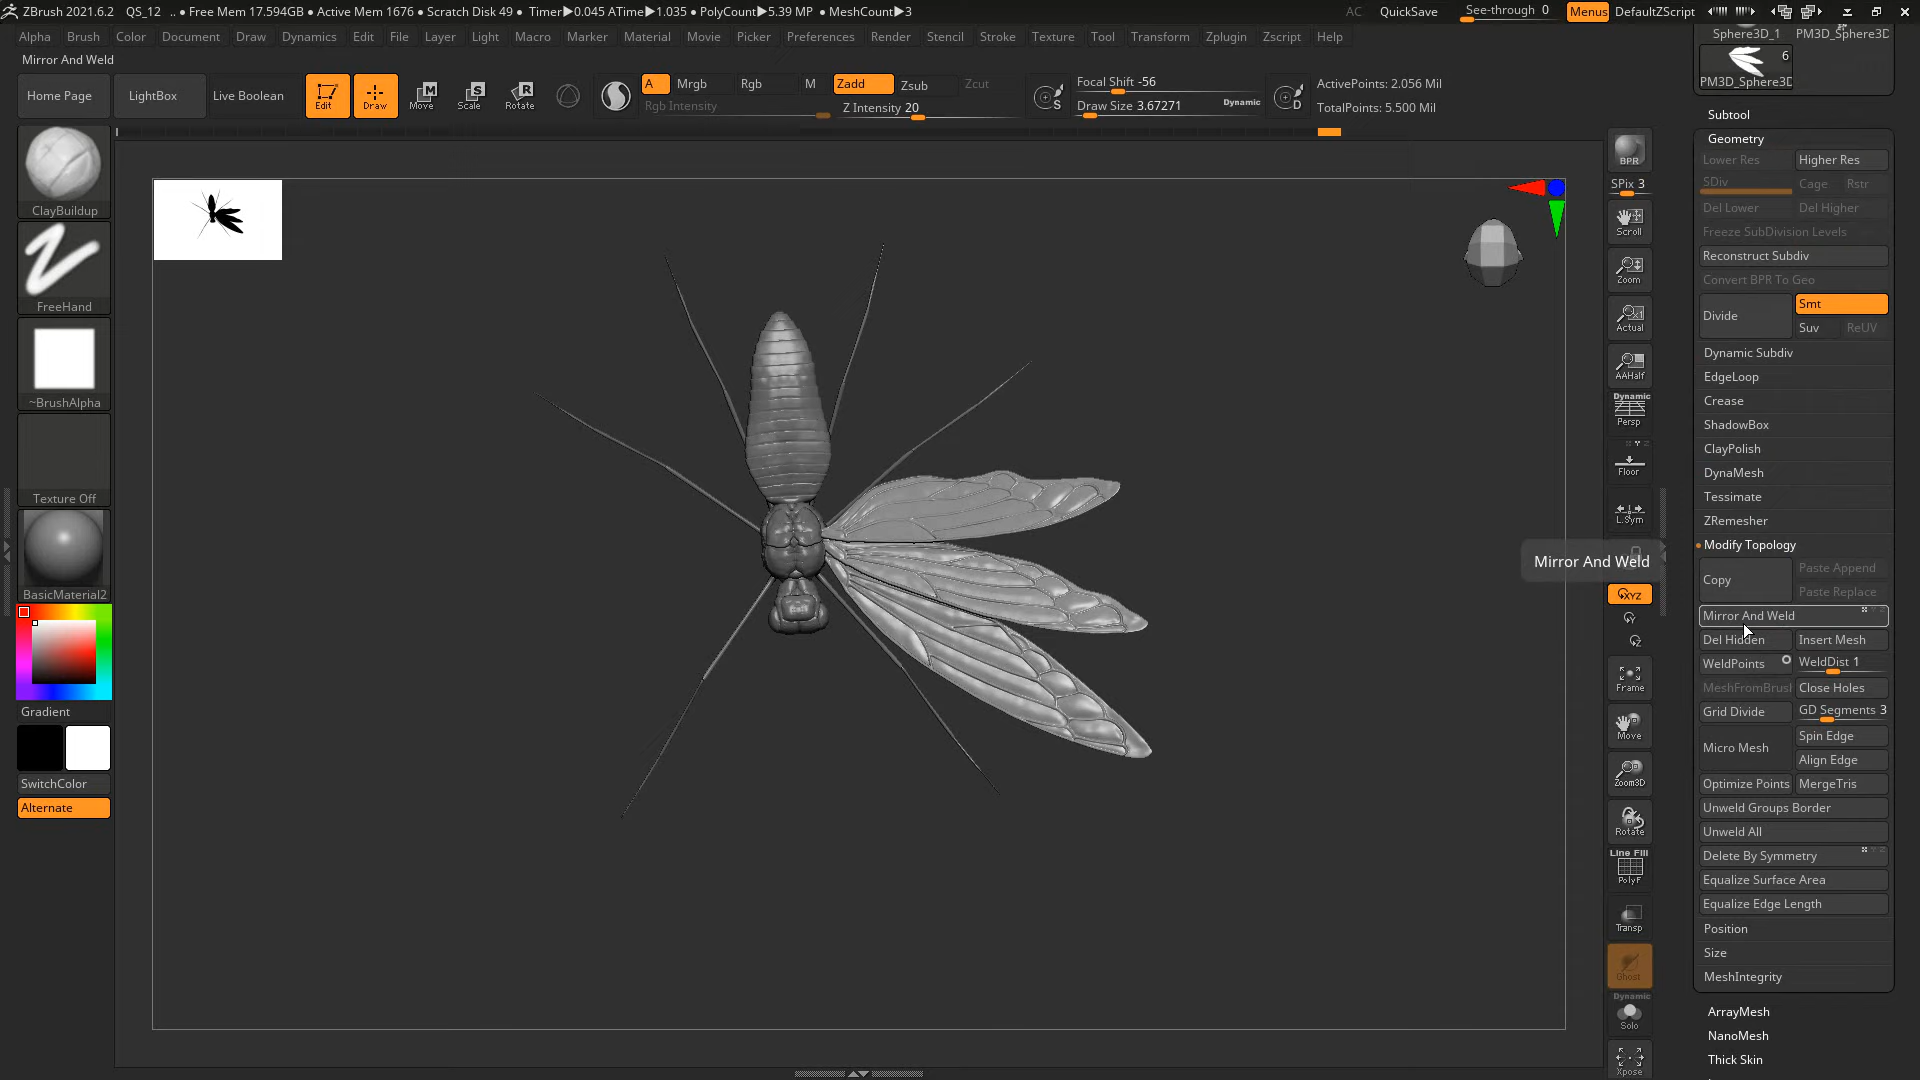 ZBrush 2021.6.2 QS_12 .. • Free Mem 17.594GB • Active Mem 1676 • Scratch Disk 49 • Timer▶0.045 ATime▶1.035 • PolyCount▶5.39 MP • MeshCount▶3 AC QuickSave See-through 0 Menus DefaultZScript
Alpha Brush Color Document Draw Dynamics Edit File Layer Light Macro Marker Material Movie Picker Preferences Render Stencil Stroke Texture Tool Transform Zplugin Zscript Help
Mirror And Weld
Home Page LightBox Live Boolean Edit Draw Move Scale Rotate
A Mrgb Rgb M Zadd Zsub Zcut
Rgb Intensity Z Intensity 20
S Focal Shift -56
Draw Size 3.67271 Dynamic
D ActivePoints: 2.056 Mil
TotalPoints: 5.500 Mil
ClayBuildup
FreeHand
~BrushAlpha
Texture Off
BasicMaterial2
Gradient
SwitchColor
Alternate
BPR
SPix 3
Scroll
Zoom
Actual
AAHalf
Dynamic
Persp
Floor
L.Sym
Mirror And Weld
XYZ
Y
Z
Frame
Move
Zoom3D
Rotate
Line Fill
PolyF
Transp
Ghost
Dynamic
Solo
Xpose
Sphere3D_1 PM3D_Sphere3D
6
PM3D_Sphere3D
Subtool
Geometry
Lower Res Higher Res
SDiv Cage Rstr
Del Lower Del Higher
Freeze SubDivision Levels
Reconstruct Subdiv
Convert BPR To Geo
Divide Smt
Suv ReUV
Dynamic Subdiv
EdgeLoop
Crease
ShadowBox
ClayPolish
DynaMesh
Tessimate
ZRemesher
Modify Topology
Copy Paste Append
Paste Replace
Mirror And Weld
Del Hidden Insert Mesh
WeldPoints WeldDist 1
MeshFromBrus Close Holes
Grid Divide GD Segments 3
Micro Mesh Spin Edge
Align Edge
Optimize Points MergeTris
Unweld Groups Border
Unweld All
Delete By Symmetry
Equalize Surface Area
Equalize Edge Length
Position
Size
MeshIntegrity
ArrayMesh
NanoMesh
Thick Skin